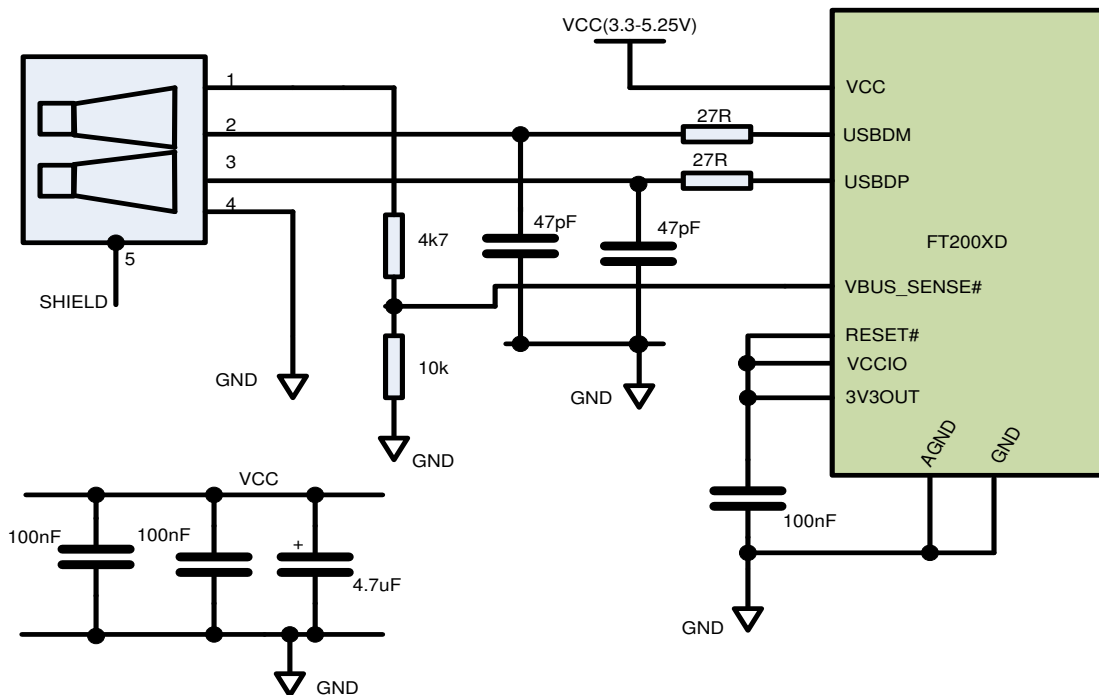 VCC(3.3-5.25V)
1
VCC
27R
2
USBDM
27R
3
USBDP
4
47pF
47pF
4k7
FT200XD
5
SHIELD
VBUS_SENSE#
RESET#
10k
VCCIO
GND
GND
3V3OUT
AGND
GND
GND
VCC
100nF
100nF
100nF
+
4.7uF
GND
GND